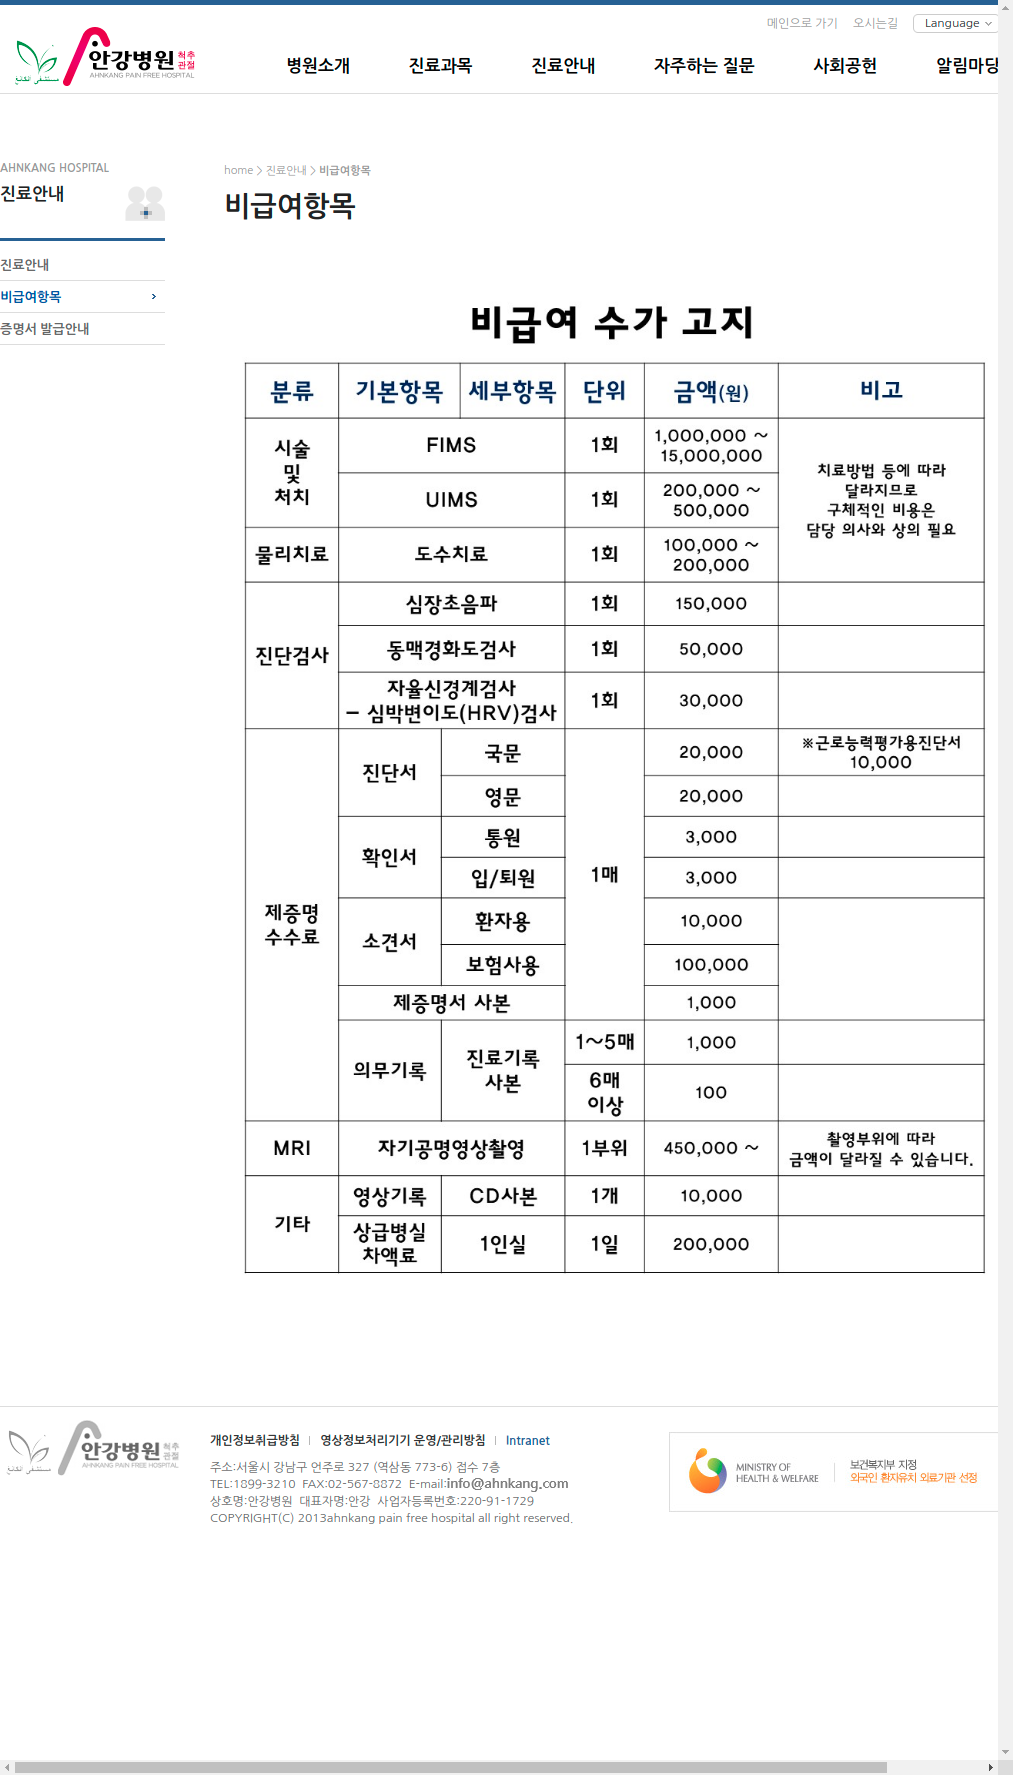 메인으로 가기 오시는길 Language
안강병원 척추 관절
AHNKANG PAIN FREE HOSPITAL
병원소개 진료과목 진료안내 자주하는 질문 사회공헌 알림마당
AHNKANG HOSPITAL
진료안내
진료안내
비급여항목
증명서 발급안내
home > 진료안내 > 비급여항목
비급여항목
비급여 수가 고지
분류 기본항목 세부항목 단위 금액(원) 비고
시술
및
처치
FIMS 1회 1,000,000 ~
15,000,000
UIMS 1회 200,000 ~
500,000
치료방법 등에 따라
달라지므로
구체적인 비용은
담당 의사와 상의 필요
물리치료 도수치료 1회 100,000 ~
200,000
진단검사
심장초음파 1회 150,000
동맥경화도검사 1회 50,000
자율신경계검사
- 심박변이도(HRV)검사 1회 30,000
제증명
수수료
진단서 국문 1매 20,000 ※근로능력평가용진단서
10,000
영문 20,000
확인서 통원 3,000
입/퇴원 3,000
소견서 환자용 10,000
보험사용 100,000
제증명서 사본 1,000
의무기록 진료기록
사본
1~5매 1,000
6매
이상 100
MRI 자기공명영상촬영 1부위 450,000 ~ 촬영부위에 따라
금액이 달라질 수 있습니다.
기타 영상기록 CD사본 1개 10,000
상급병실
차액료 1인실 1일 200,000
안강병원 척추 관절
AHNKANG PAIN FREE HOSPITAL
개인정보취급방침 영상정보처리기기 운영/관리방침 Intranet
주소:서울시 강남구 언주로 327 (역삼동 773-6) 접수 7층
TEL:1899-3210 FAX:02-567-8872 E-mail:info@ahnkang.com
상호명:안강병원 대표자명:안강 사업자등록번호:220-91-1729
COPYRIGHT(C) 2013ahnkang pain free hospital all right reserved.
MINISTRY OF
HEALTH & WELFARE
보건복지부 지정
외국인 환자유치 의료기관 선정